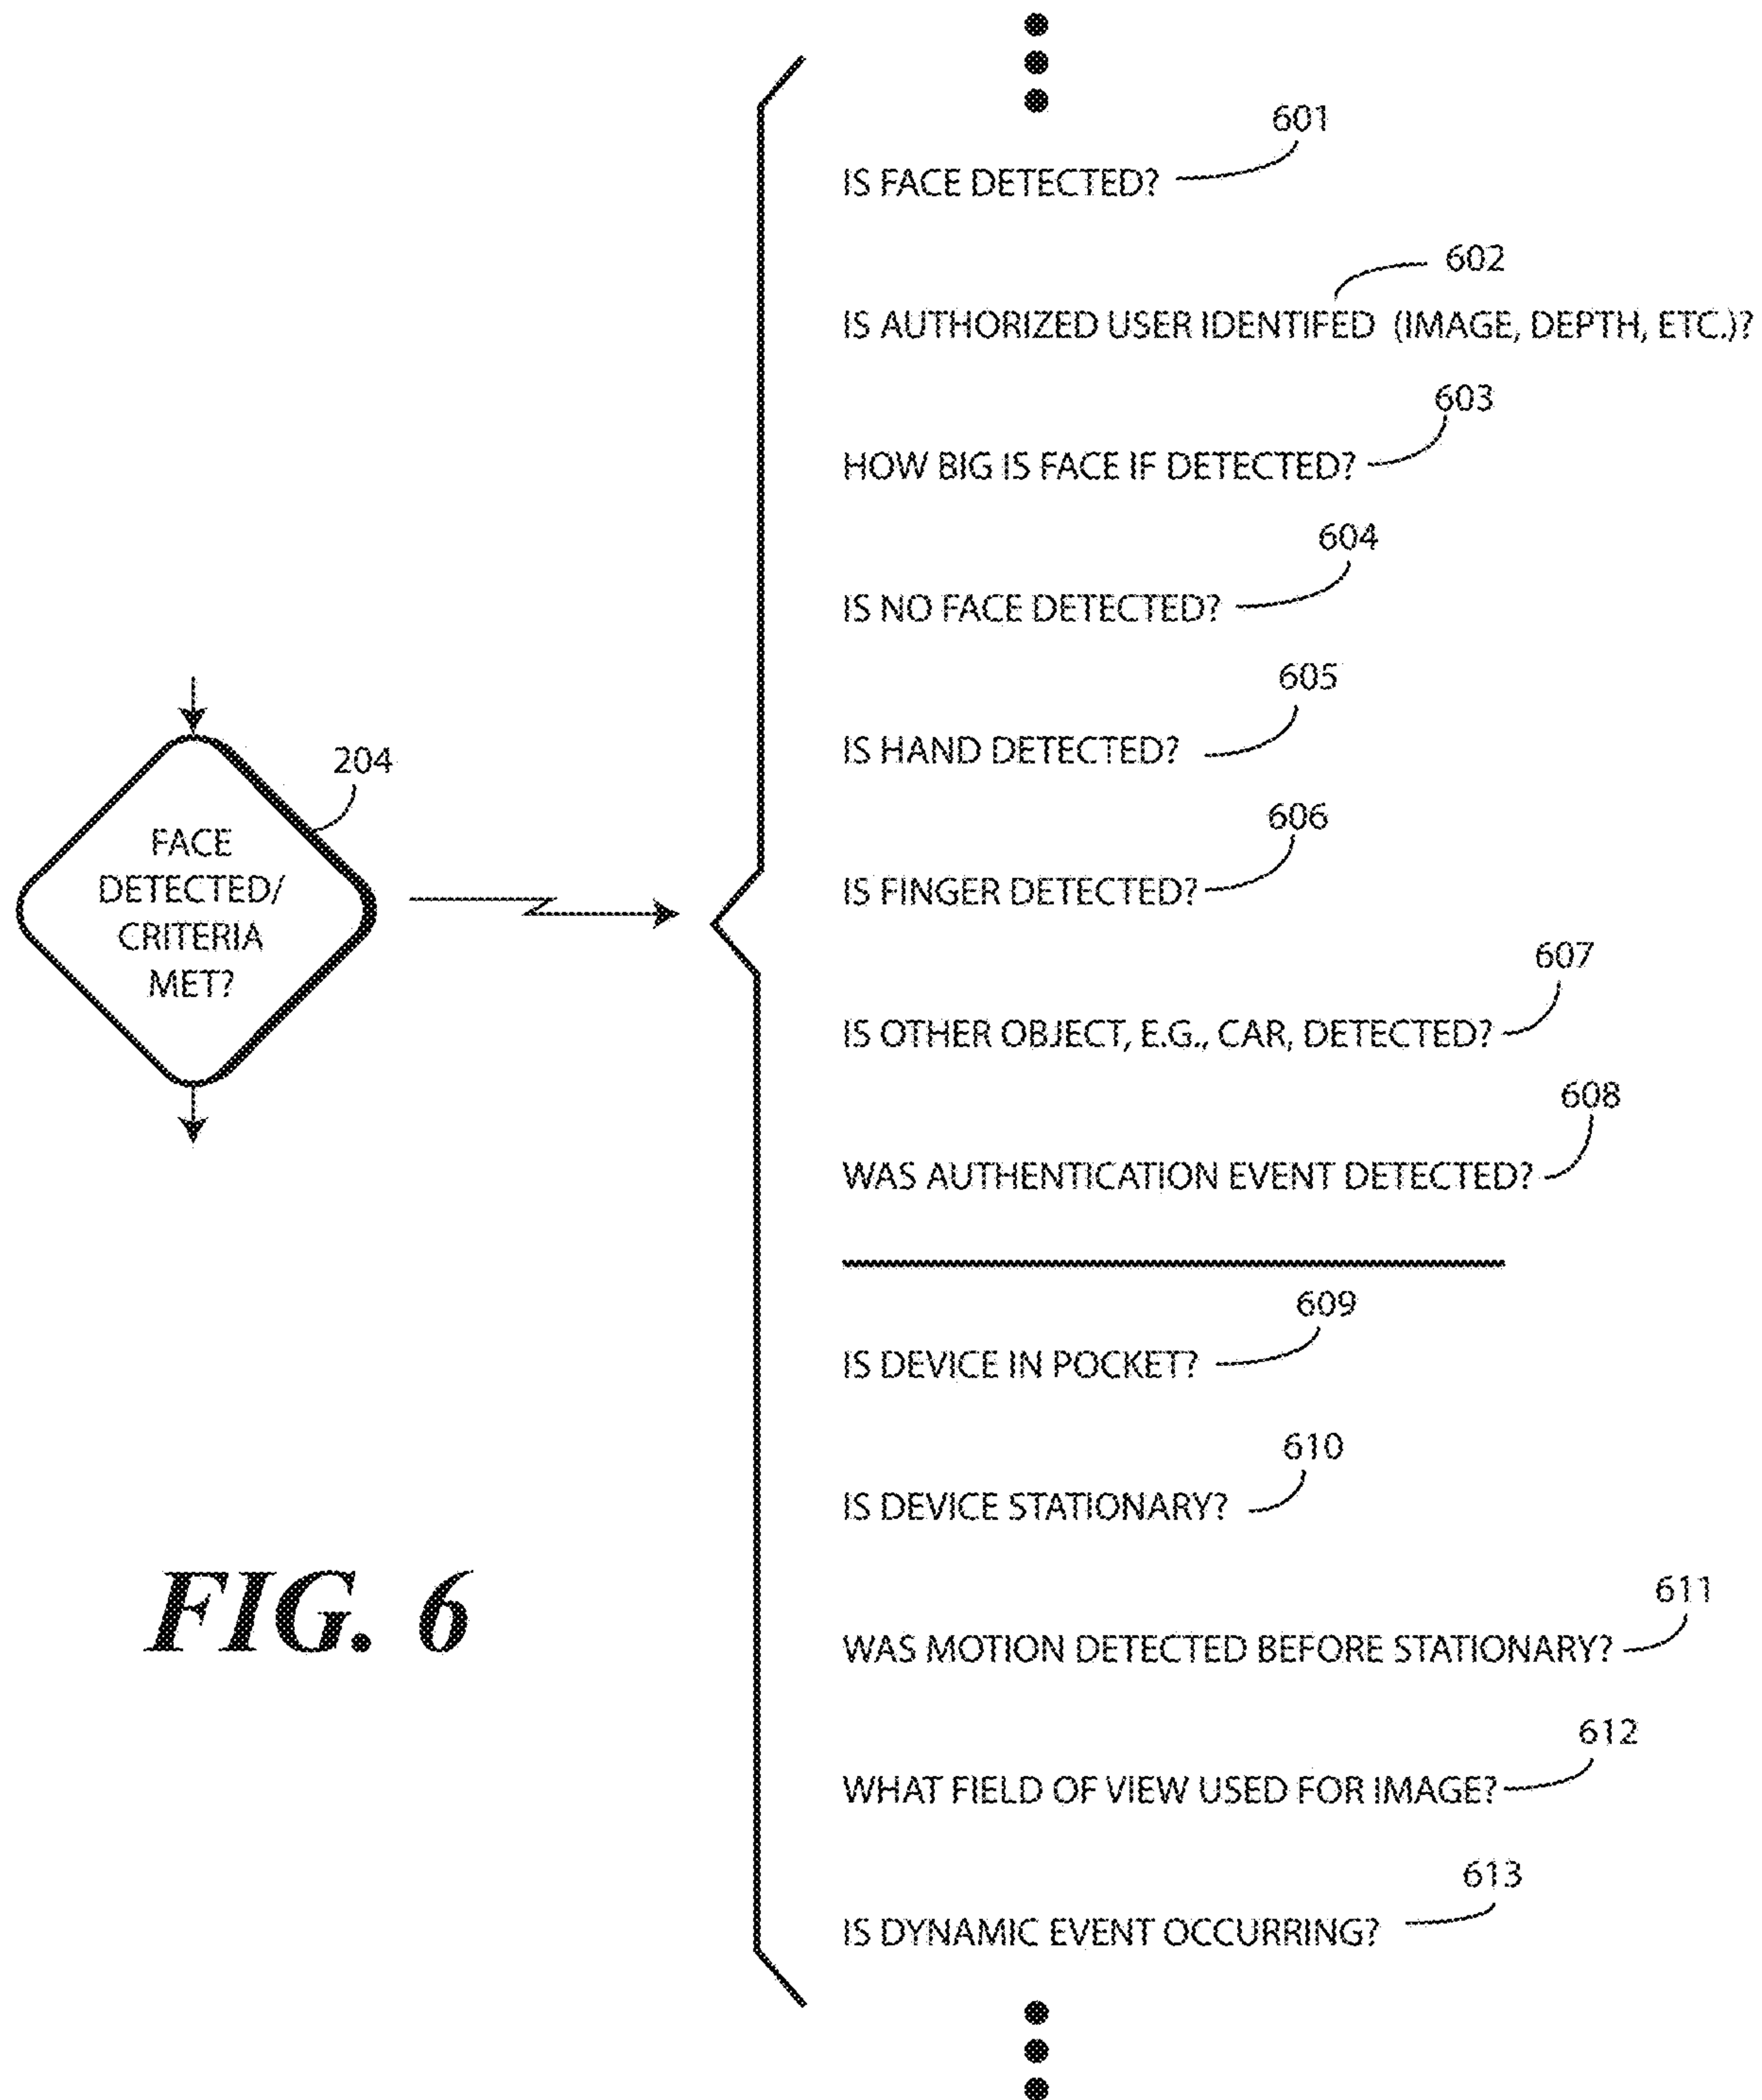 601
IS FACE DETECTED?
602
IS AUTHORIZED USER IDENTIFED (IMAGE, DEPTH, ETC.)?
603
HOW BIG IS FACE IF DETECTED?
604
IS NO FACE DETECTED?
605
IS HAND DETECTED?
204
FACE
DETECTED/
CRITERIA
MET?
606
IS FINGER DETECTED?
607
IS OTHER OBJECT, E.G., CAR, DETECTED?
608
WAS AUTHENTICATION EVENT DETECTED?
609
IS DEVICE IN POCKET?
610
IS DEVICE STATIONARY?
611
WAS MOTION DETECTED BEFORE STATIONARY?
612
WHAT FIELD OF VIEW USED FOR IMAGE?
613
IS DYNAMIC EVENT OCCURRING?
FIG. 6